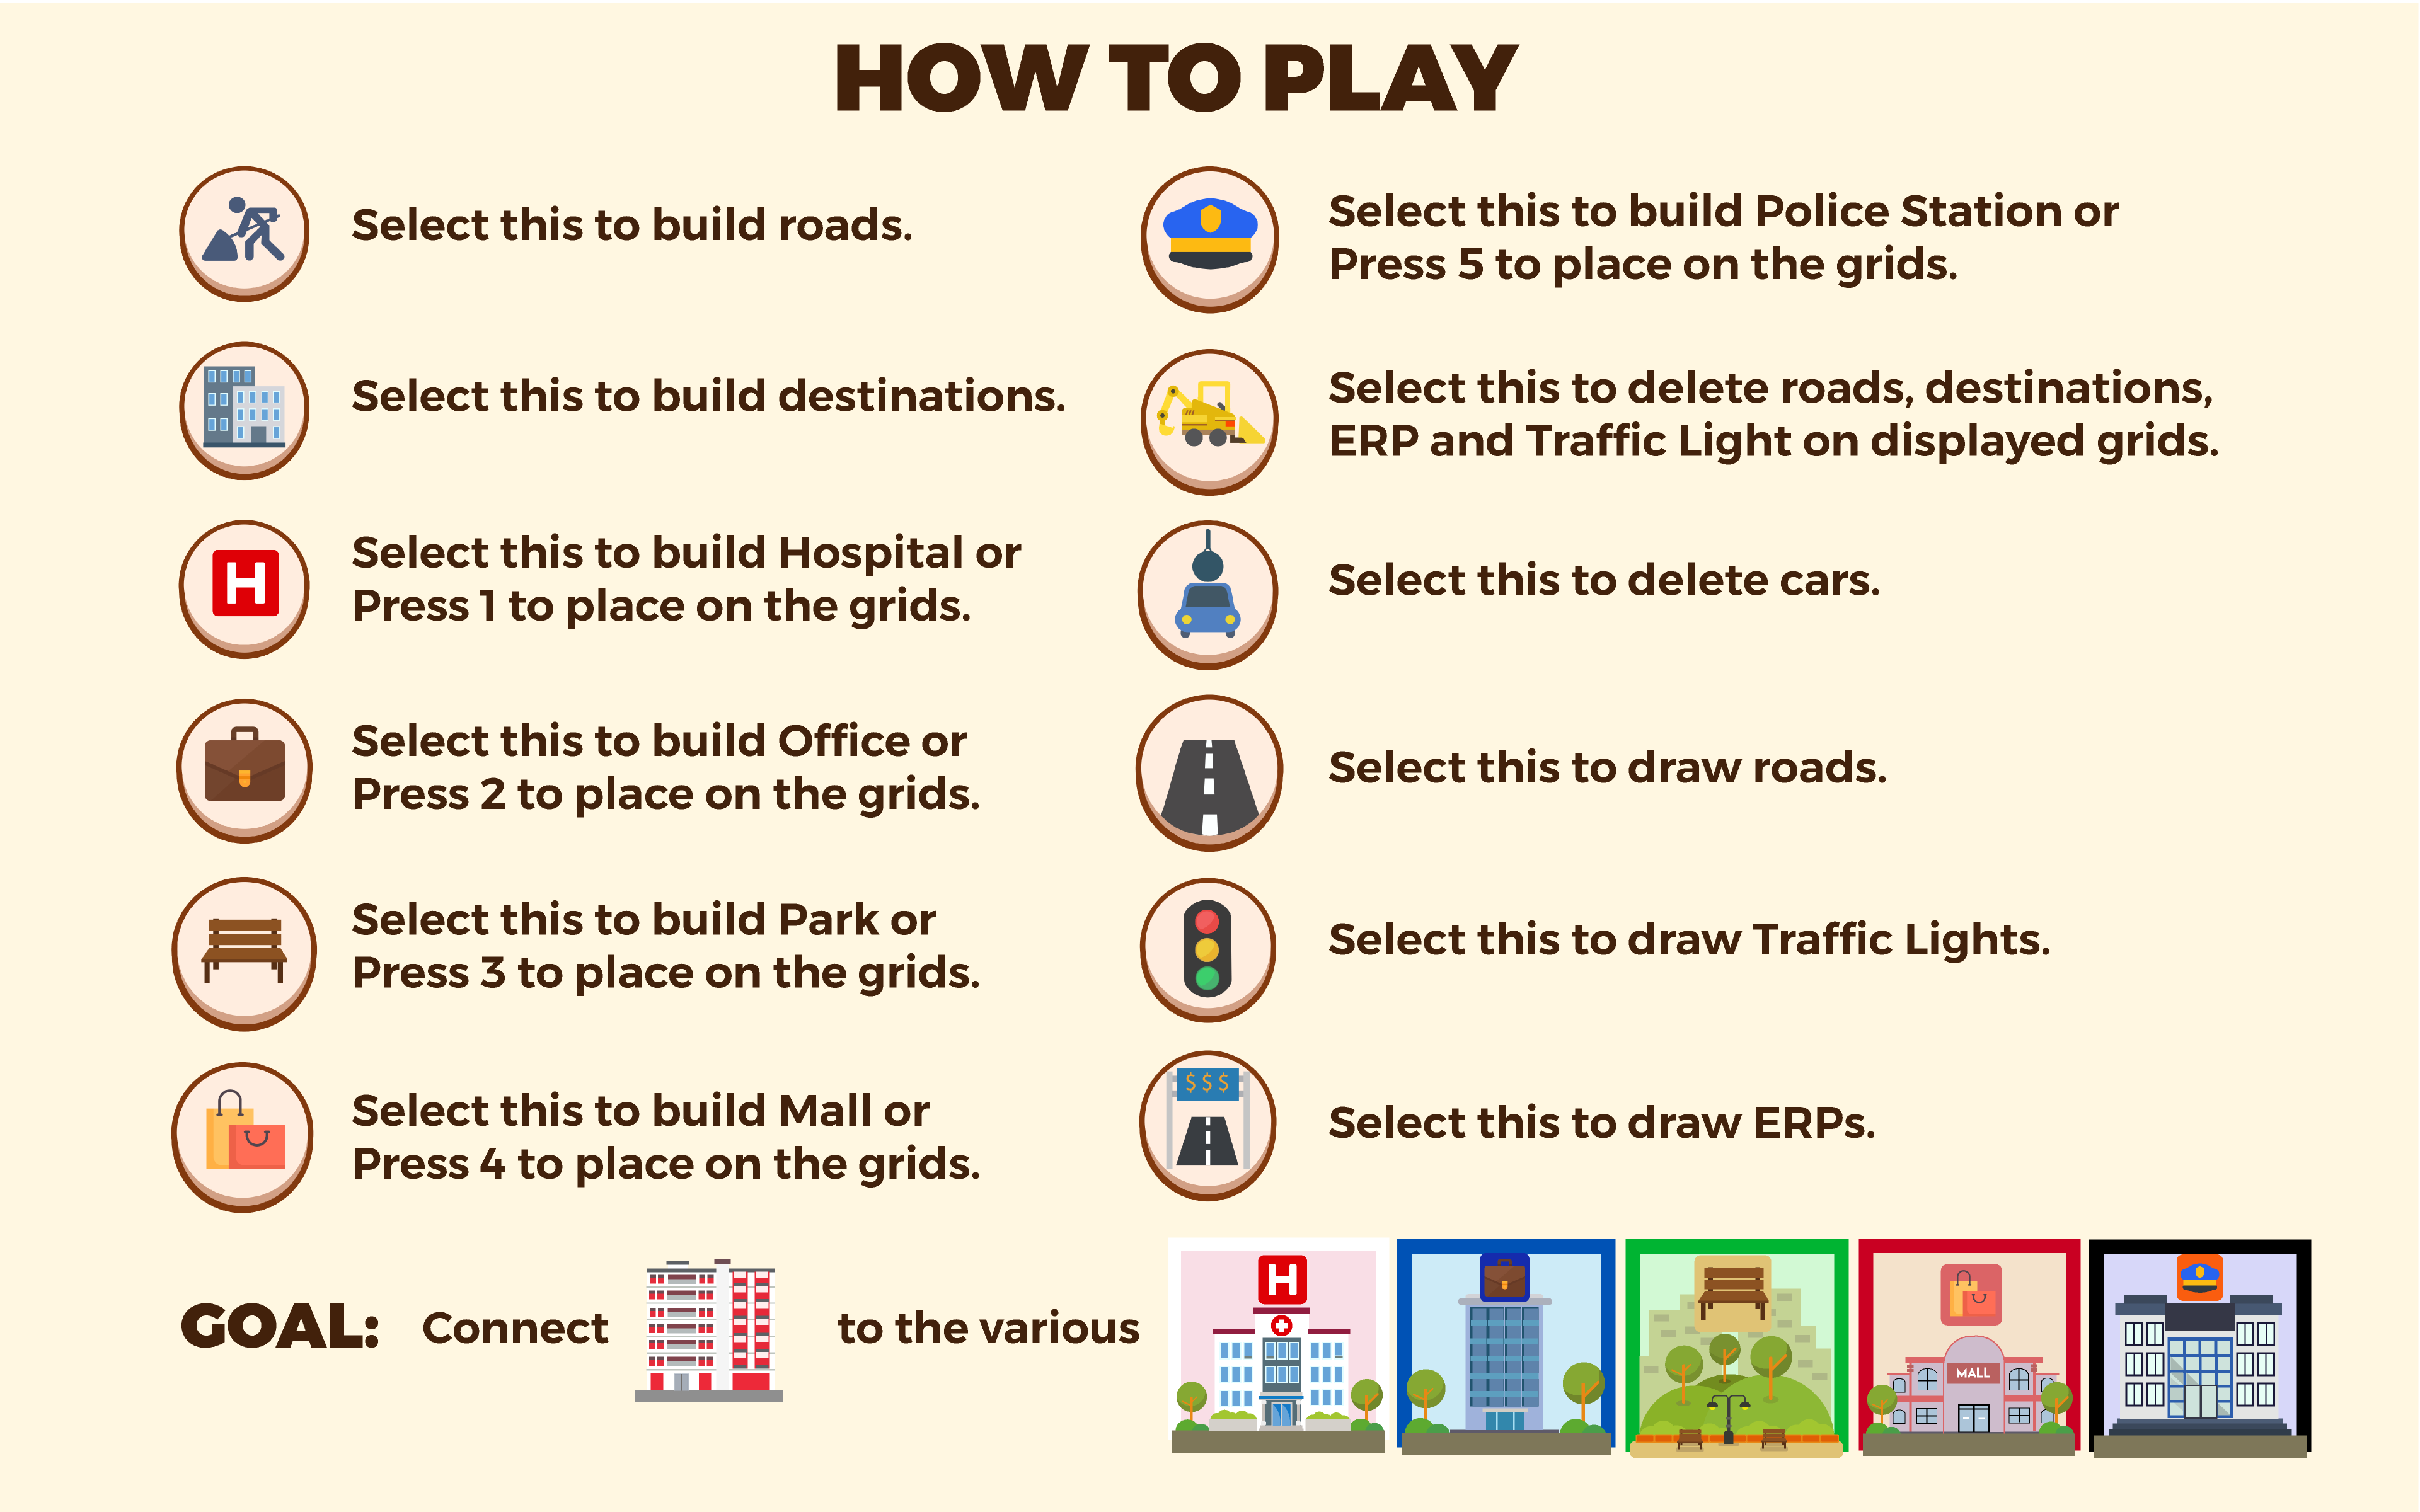 HOW TO PLAY
Select this to build roads.
Select this to build destinations.
H
Select this to build Hospital or
Press 1 to place on the grids.
Select this to build Office or
Press 2 to place on the grids.
Select this to build Park or
Press 3 to place on the grids.
Select this to build Mall or
Press 4 to place on the grids.
Select this to build Police Station or
Press 5 to place on the grids.
Select this to delete roads, destinations,
ERP and Traffic Light on displayed grids.
Select this to delete cars.
Select this to draw roads.
Select this to draw Traffic Lights.
$$$
Select this to draw ERPs.
GOAL: Connect to the various
H
MALL